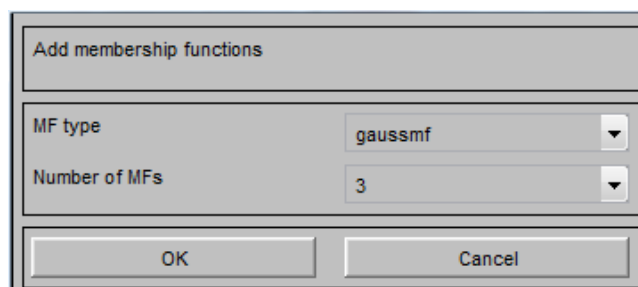 Add membership functions
MF type
gaussmf
Number of MFs
3
OK
Cancel